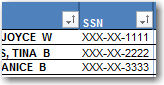 SSN
JOYCE W XXX-XX-1111
S, TINA B XXX-XX-2222
ANICE B XXX-XX-3333